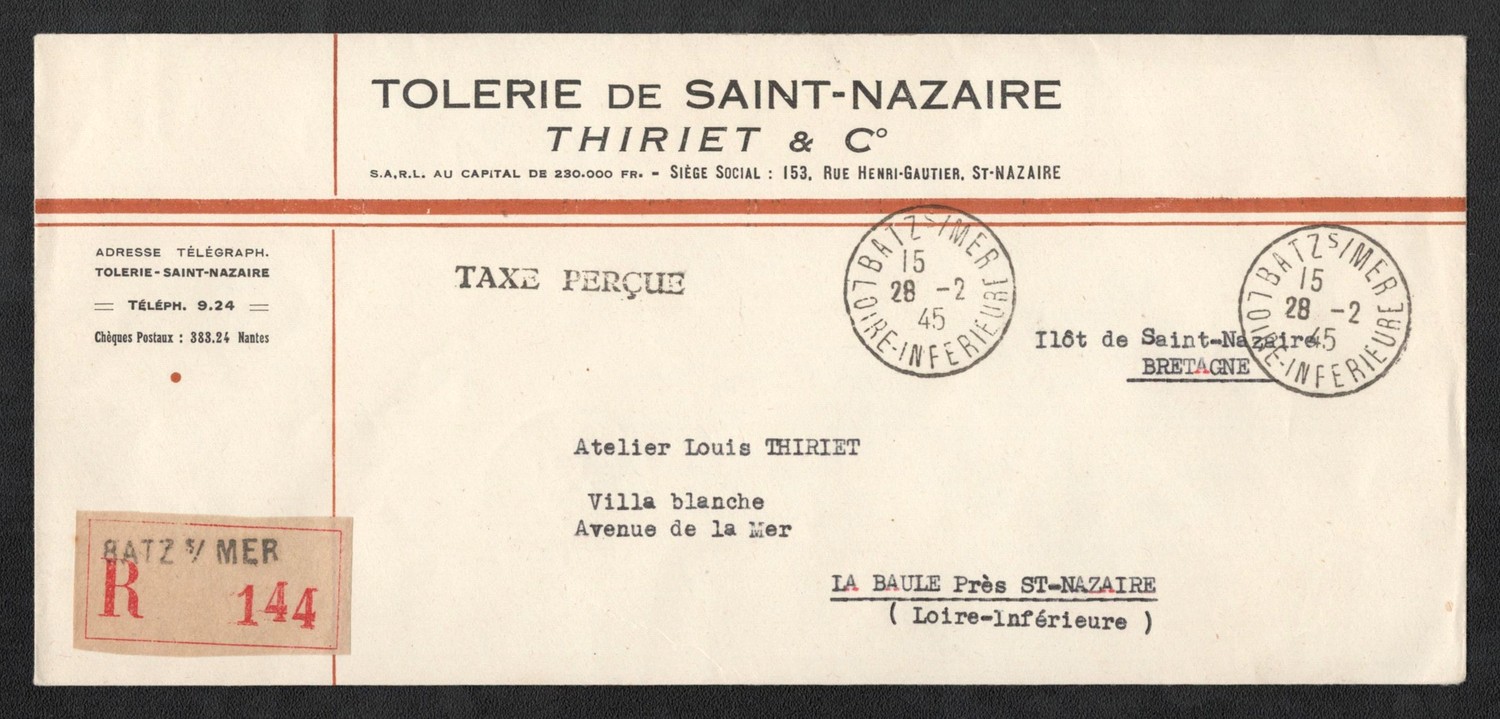 TOLERIE DE SAINT-NAZAIRE
THIRIET & C°
S.A.R.L. AU CAPITAL DE 230.000 FR. - SIÈGE SOCIAL : 153, RUE HENRI-GAUTIER, ST-NAZAIRE
ADRESSE TÉLÉGRAPH.
TOLERIE-SAINT-NAZAIRE
TÉLÉPH. 9.24
Chèques Postaux : 383.24 Nantes
TAXE PERÇUE
BATZ S/MER
15
28 -2
45
LOIRE-INFERIEURE
BATZ S/MER
15
28 -2
45
LOIRE-INFERIEURE
Ilôt de Saint-Nazaire
BRETAGNE
Atelier Louis THIRIET
Villa blanche
Avenue de la Mer
LA BAULE Près ST-NAZAIRE
( Loire-Inférieure )
BATZ S/ MER
R 144